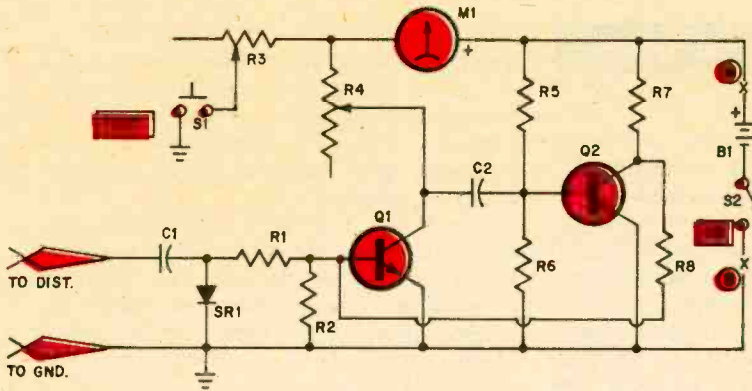 M1
R3
R4
R5
R7
S1
+
+
B1
C2
Q2
S2
Q1
C1
R1
R6
R8
TO DIST.
SR1
R2
TO GND.
X
X